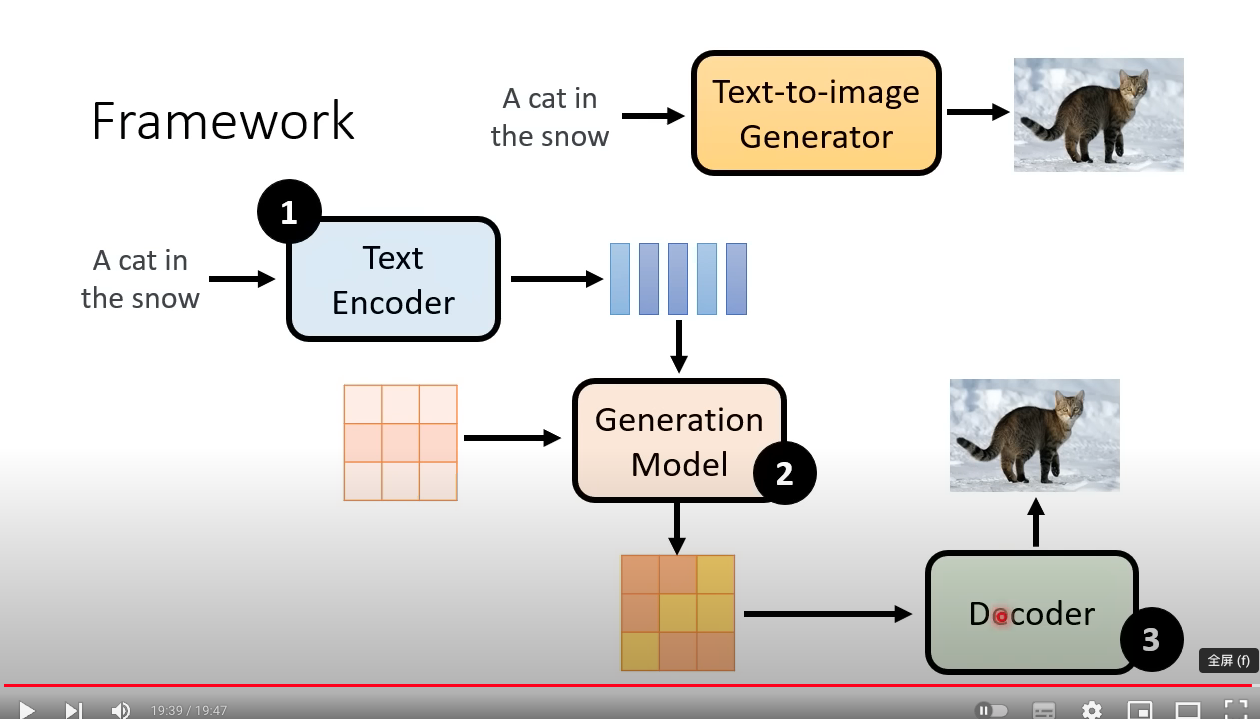 Framework
A cat in
the snow
Text-to-image
Generator
1
A cat in
the snow
Text
Encoder
Generation
Model
2
Decoder
3
全屏 (f)
19:39 / 19:47